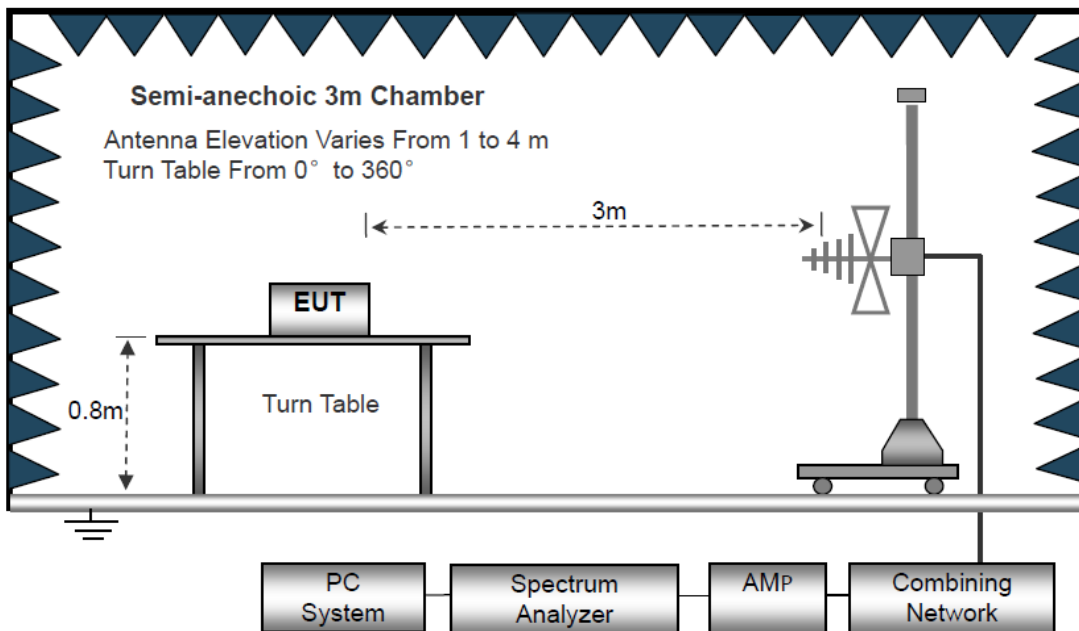 Semi-anechoic 3m Chamber
Antenna Elevation Varies From 1 to 4 m
Turn Table From 0° to 360°
3m
EUT
0.8m
Turn Table
PC
System
Spectrum
Analyzer
AMP
Combining
Network